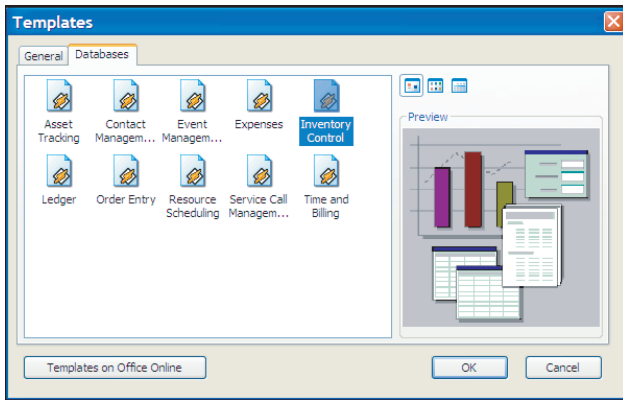 Templates
General Databases
Asset Contact Event Expenses Inventory
Tracking Managem... Managem... Control
Ledger Order Entry Resource Service Call Time and
Scheduling Managem... Billing
Preview
Templates on Office Online OK Cancel